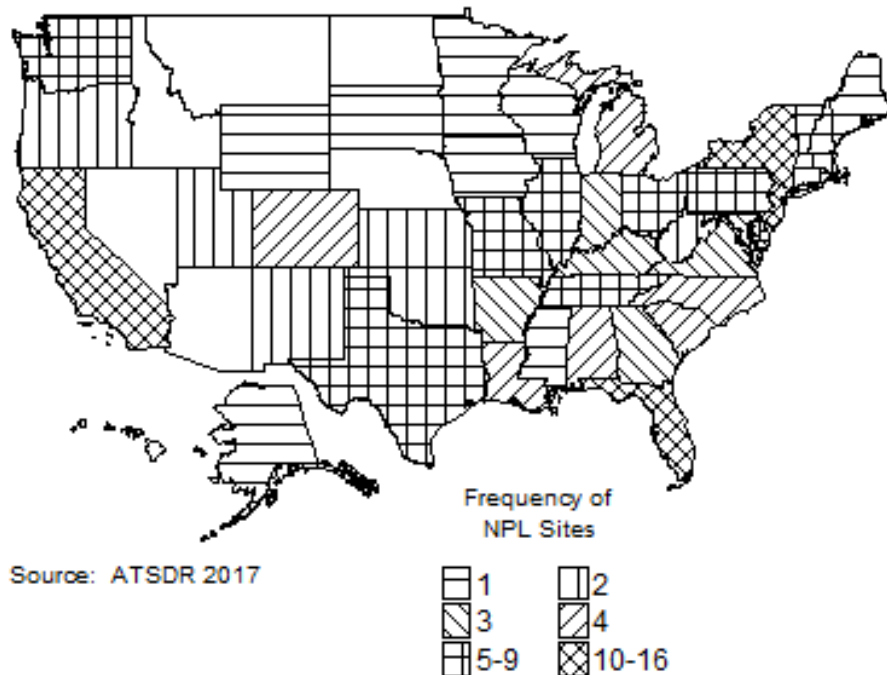 Frequency of
NPL Sites
Source: ATSDR 2017
1 2
3 4
5-9 10-16